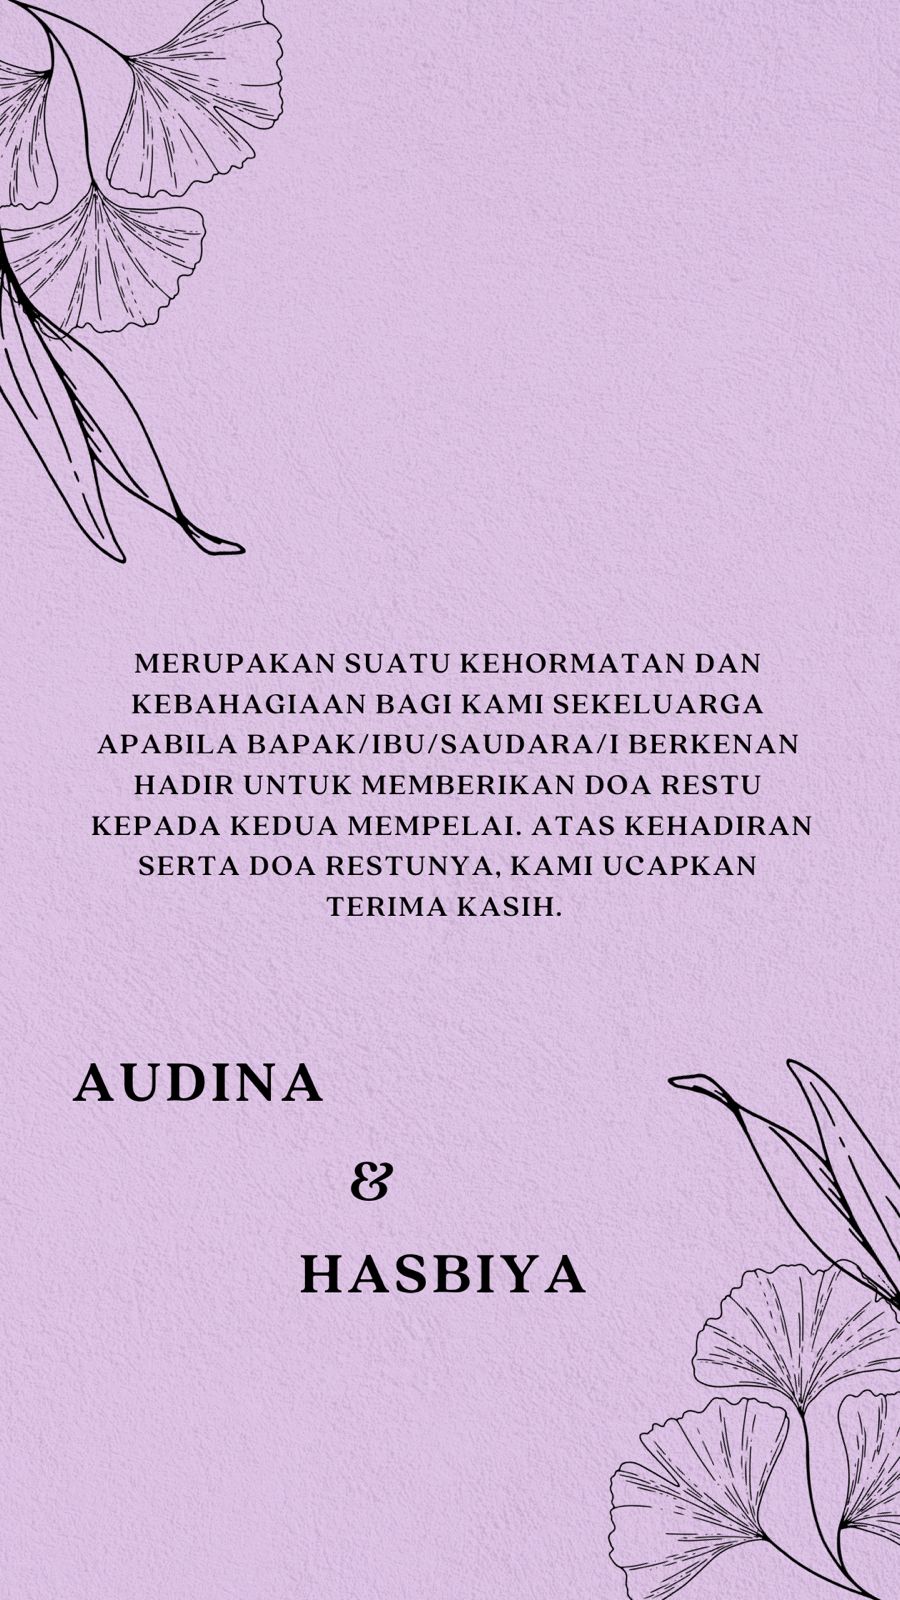 MERUPAKAN SUATU KEHORMATAN DAN
KEBAHAGIAAN BAGI KAMI SEKELUARGA
APABILA BAPAK/IBU/SAUDARA/I BERKENAN
HADIR UNTUK MEMBERIKAN DOA RESTU
KEPADA KEDUA MEMPELAI. ATAS KEHADIRAN
SERTA DOA RESTUNYA, KAMI UCAPKAN
TERIMA KASIH.
AUDINA
&
HASBIYA